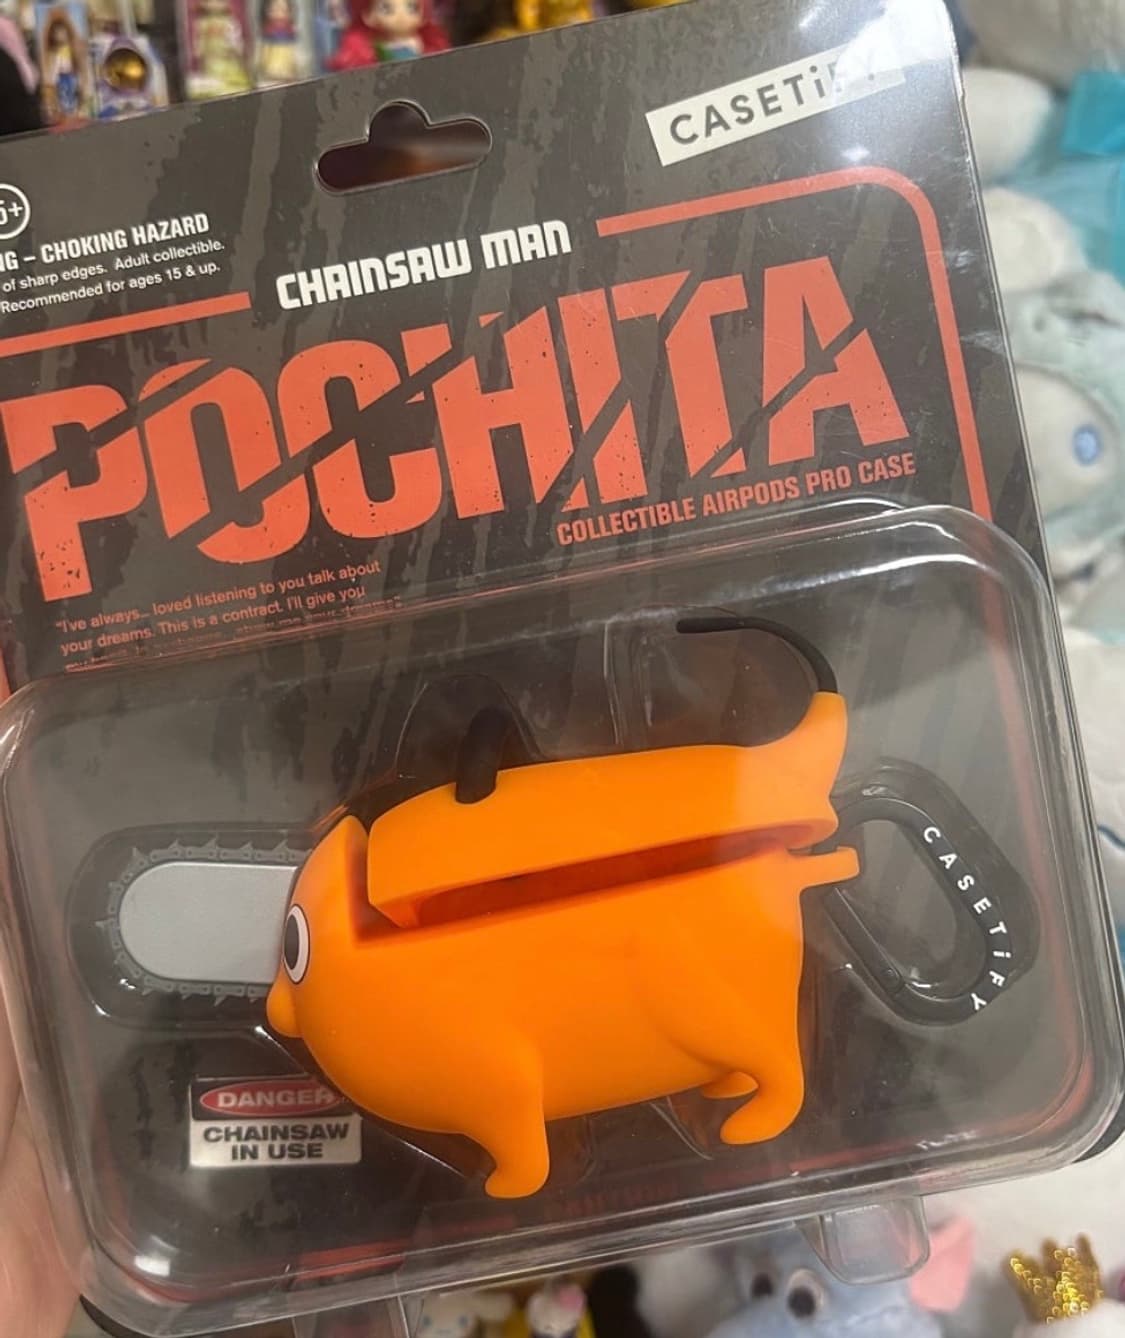 CASETiFY
5+
G – CHOKING HAZARD
of sharp edges. Adult collectible.
Recommended for ages 15 & up.
CHAINSAW MAN
POCHITA
COLLECTIBLE AIRPODS PRO CASE
"I've always... loved listening to you talk about
your dreams. This is a contract. I'll give you
CASETiFY
DANGER
CHAINSAW
IN USE